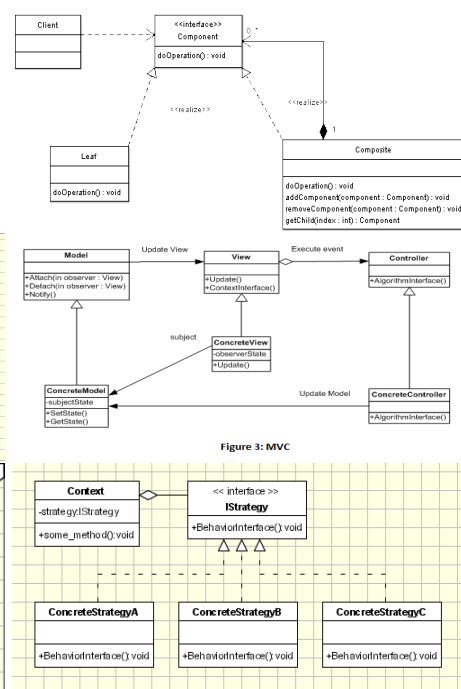 Client
<<interface>>
Component
0..*
doOperation() : void
<<realize>>
<<realize>>
1
Leaf
doOperation() : void
Composite
doOperation() : void
addComponent(component : Component) : void
removeComponent(component : Component) : void
getChild(index : int) : Component
Model
+Attach(in observer : View)
+Detach(in observer : View)
+Notify()
Update View
View
+Update()
+ContextInterface()
Execute event
Controller
+AlgorithmInterface()
subject
ConcreteView
-observerState
+Update()
ConcreteModel
-subjectState
+SetState()
+GetState()
Update Model
ConcreteController
+AlgorithmInterface()
Figure 3: MVC
Context
-strategy:IStrategy
+some_method():void
<< interface >>
IStrategy
+BehaviorInterface():void
ConcreteStrategyA
+BehaviorInterface():void
ConcreteStrategyB
+BehaviorInterface():void
ConcreteStrategyC
+BehaviorInterface():void